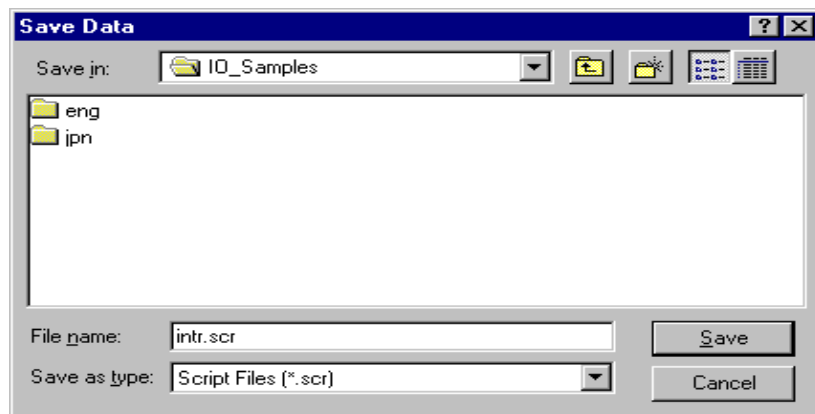 Save Data
Save in: IO_Samples
eng
jpn
File name: intr.scr Save
Save as type: Script Files (*.scr) Cancel